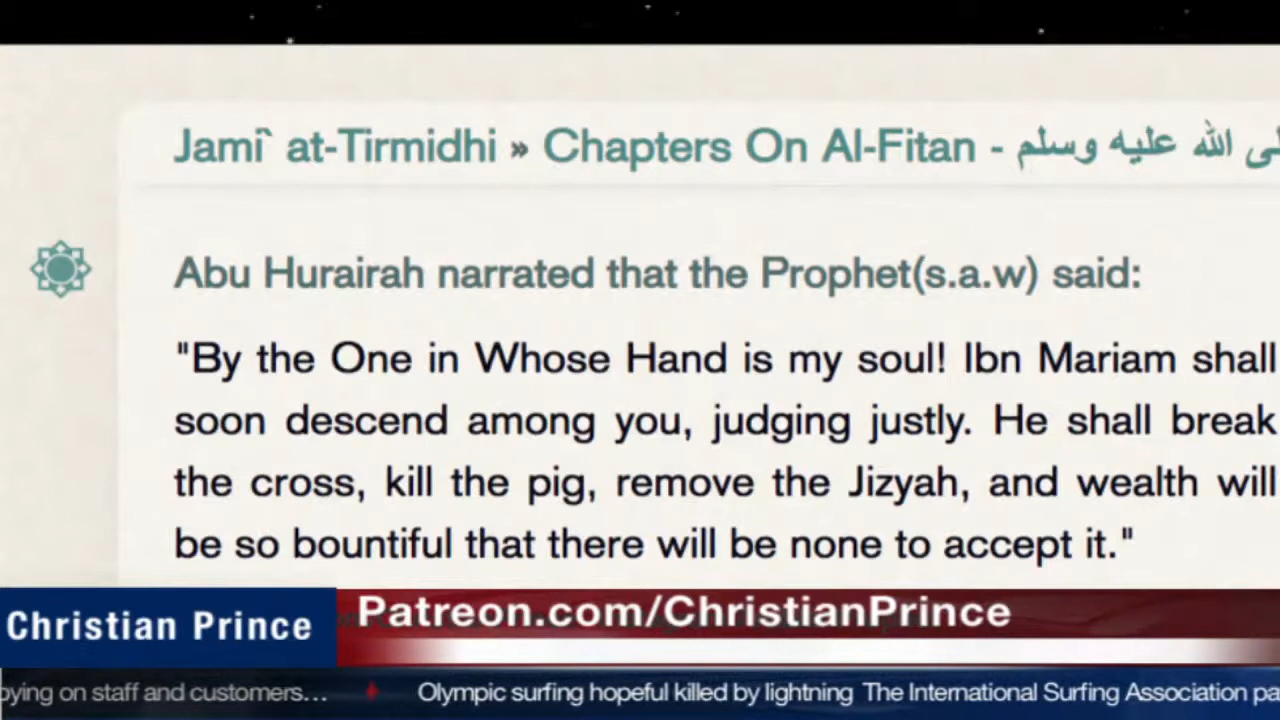 Jami` at-Tirmidhi » Chapters On Al-Fitan - الله عليه وسلم
Abu Hurairah narrated that the Prophet(s.a.w) said:
"By the One in Whose Hand is my soul! Ibn Mariam shall
soon descend among you, judging justly. He shall break
the cross, kill the pig, remove the Jizyah, and wealth will
be so bountiful that there will be none to accept it."
Christian Prince
Patreon.com/ChristianPrince
on staff and customers... Olympic surfing hopeful killed by lightning The International Surfing Association